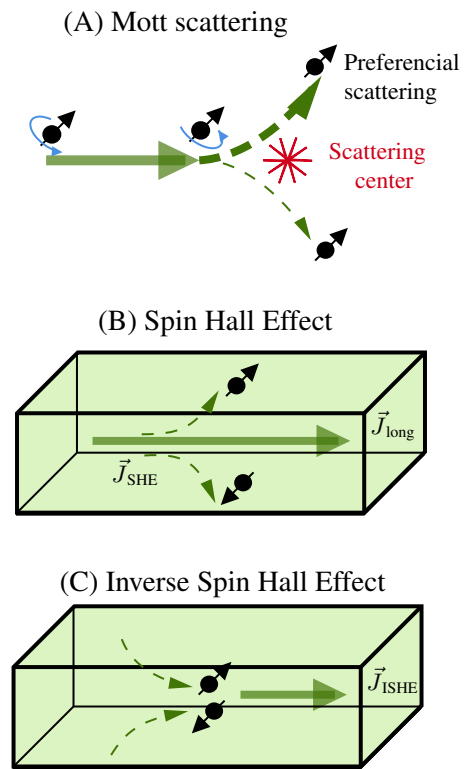 (A) Mott scattering
Preferencial
scattering
Scattering
center
(B) Spin Hall Effect
J⃗long
J⃗SHE
(C) Inverse Spin Hall Effect
J⃗ISHE